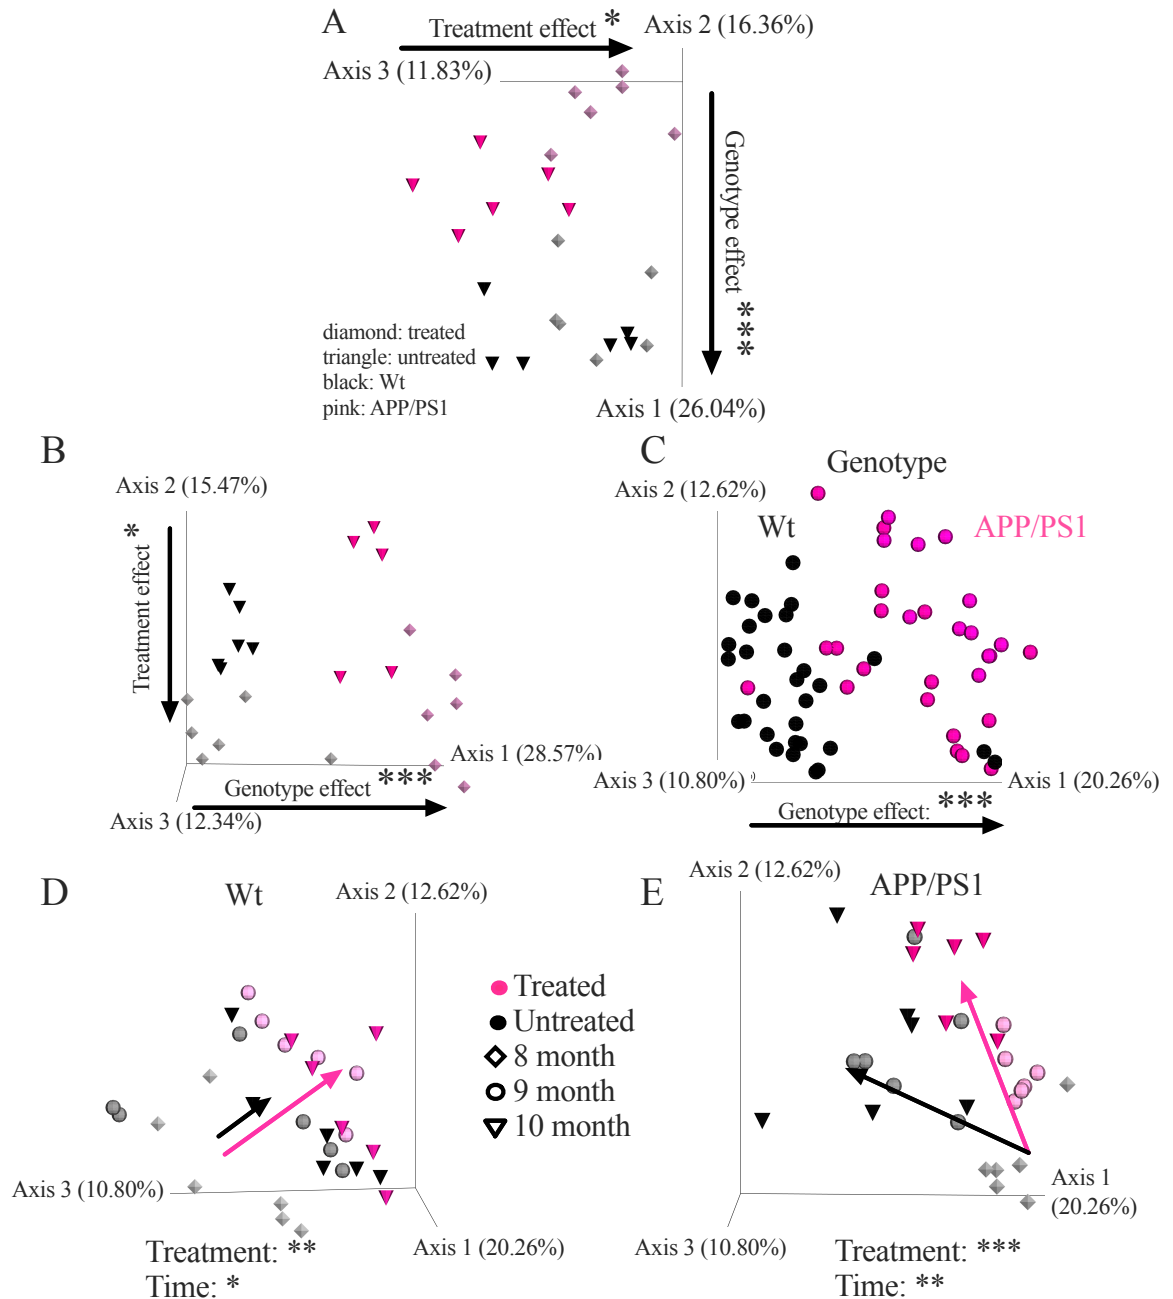 A
Treatment effect *
Axis 2 (16.36%)
Axis 3 (11.83%)
Genotype effect ***
diamond: treated
triangle: untreated
black: Wt
pink: APP/PS1
Axis 1 (26.04%)
B
Axis 2 (15.47%)
Treatment effect *
Axis 1 (28.57%)
Genotype effect ***
Axis 3 (12.34%)
C
Genotype
Axis 2 (12.62%)
Wt
APP/PS1
Axis 3 (10.80%)
Axis 1 (20.26%)
Genotype effect: ***
D
Wt
Axis 2 (12.62%)
Axis 3 (10.80%)
Axis 1 (20.26%)
Treatment: **
Time: *
Treated
Untreated
8 month
9 month
10 month
E
Axis 2 (12.62%)
APP/PS1
Axis 1
(20.26%)
Axis 3 (10.80%)
Treatment: ***
Time: **